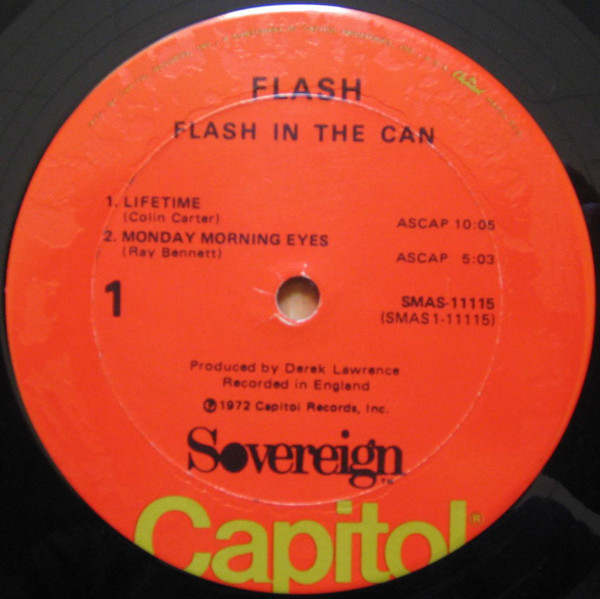 FLASH
FLASH IN THE CAN
1. LIFETIME
(Colin Carter)
ASCAP 10:05
2. MONDAY MORNING EYES
(Ray Bennett)
ASCAP 5:03
1
SMAS-11115
(SMAS1-11115)
Produced by Derek Lawrence
Recorded in England
Ⓟ1972 Capitol Records, Inc.
Sovereign
TM
Capitol®